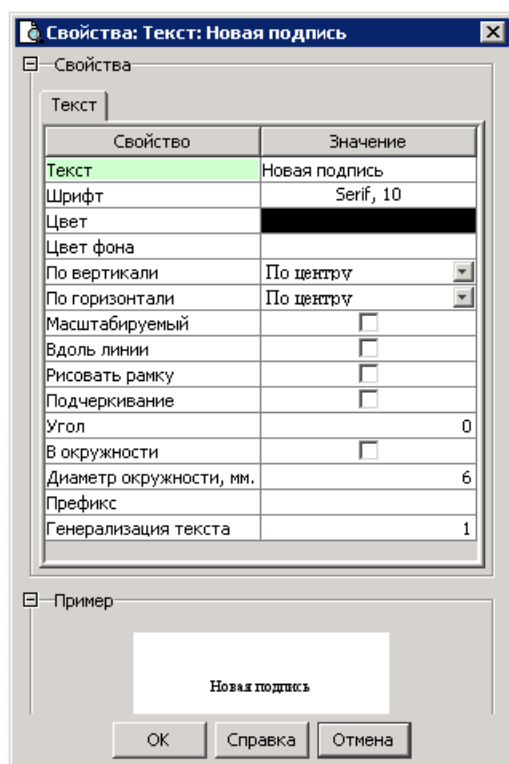 Свойства: Текст: Новая подпись
Свойства
Текст
Свойство Значение
Текст Новая подпись
Шрифт Serif, 10
Цвет
Цвет фона
По вертикали По центру
По горизонтали По центру
Масштабируемый
Вдоль линии
Рисовать рамку
Подчеркивание
Угол 0
В окружности
Диаметр окружности, мм. 6
Префикс
Генерализация текста 1
Пример
Новая подпись
ОК Справка Отмена